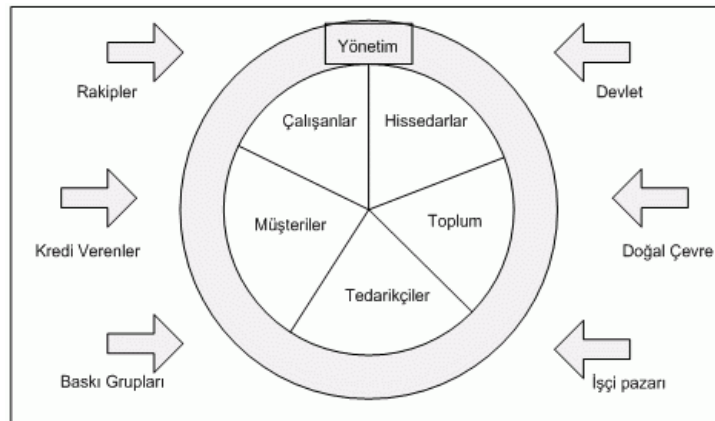 Yönetim
Rakipler
Devlet
Çalışanlar
Hissedarlar
Kredi Verenler
Müşteriler
Toplum
Doğal Çevre
Tedarikçiler
Baskı Grupları
İşçi pazarı